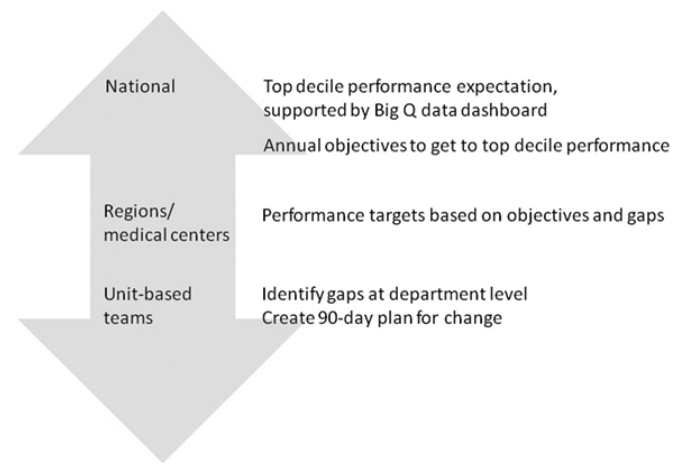 National
Top decile performance expectation,
supported by Big Q data dashboard
Annual objectives to get to top decile performance
Regions/
medical centers
Performance targets based on objectives and gaps
Unit-based
teams
Identify gaps at department level
Create 90-day plan for change